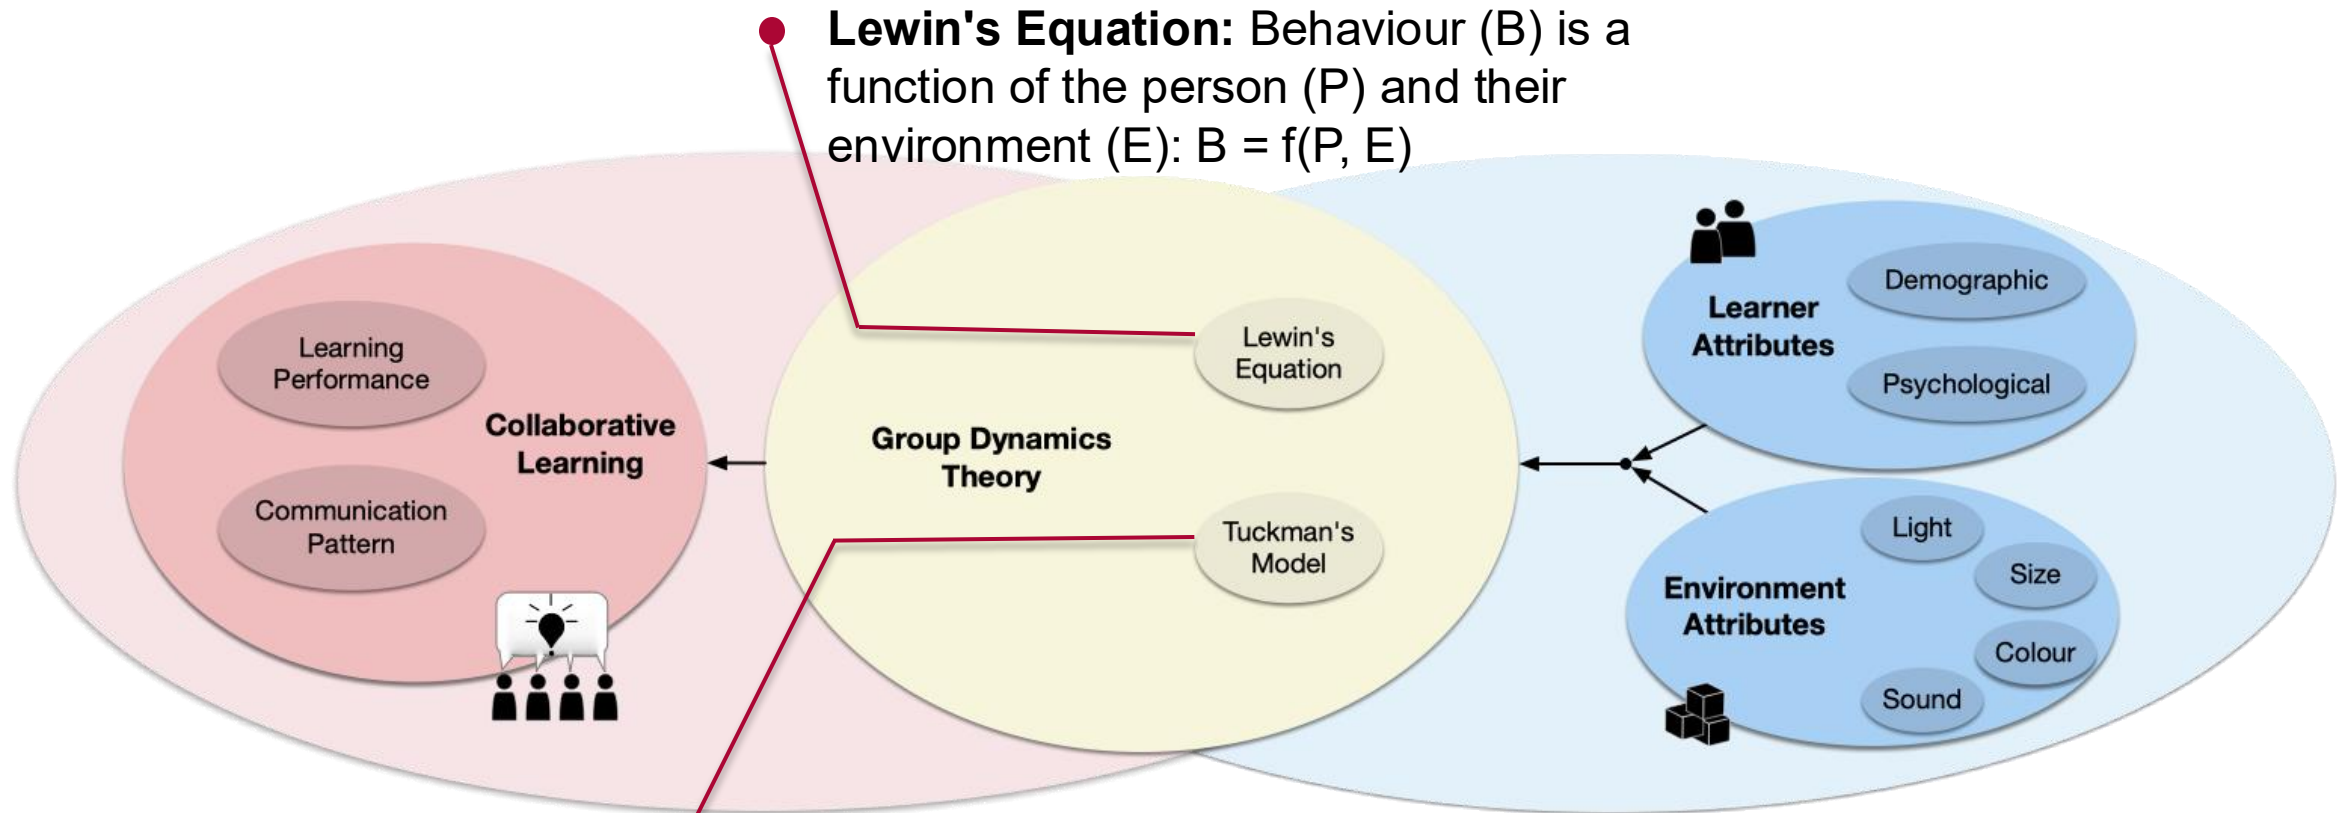 Lewin's Equation: Behaviour (B) is a
function of the person (P) and their
environment (E): B = f(P, E)
Learning
Performance
Collaborative
Learning
Communication
Pattern
Group Dynamics
Theory
Lewin's
Equation
Tuckman's
Model
Learner
Attributes
Demographic
Psychological
Environment
Attributes
Light
Size
Colour
Sound